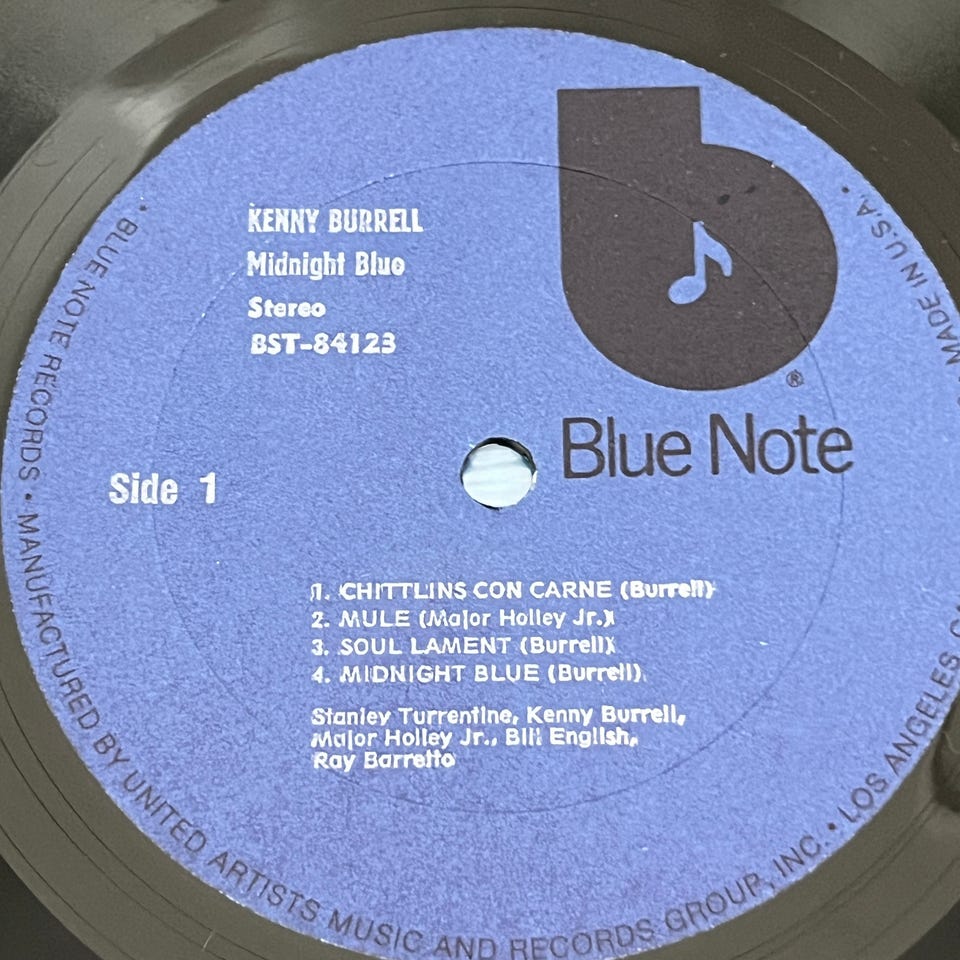 KENNY BURRELL
Midnight Blue
Stereo
BST-84123
®
Blue Note
Side 1
1. CHITTLINS CON CARNE (Burrell)
2. MULE (Major Holley Jr.)
3. SOUL LAMENT (Burrell)
4. MIDNIGHT BLUE (Burrell)
Stanley Turrentine, Kenny Burrell,
Major Holley Jr., Bill English,
Ray Barretto
• BLUE NOTE RECORDS • MANUFACTURED BY UNITED ARTISTS MUSIC AND RECORDS GROUP, INC. • LOS ANGELES, • MADE IN U.S.A. •